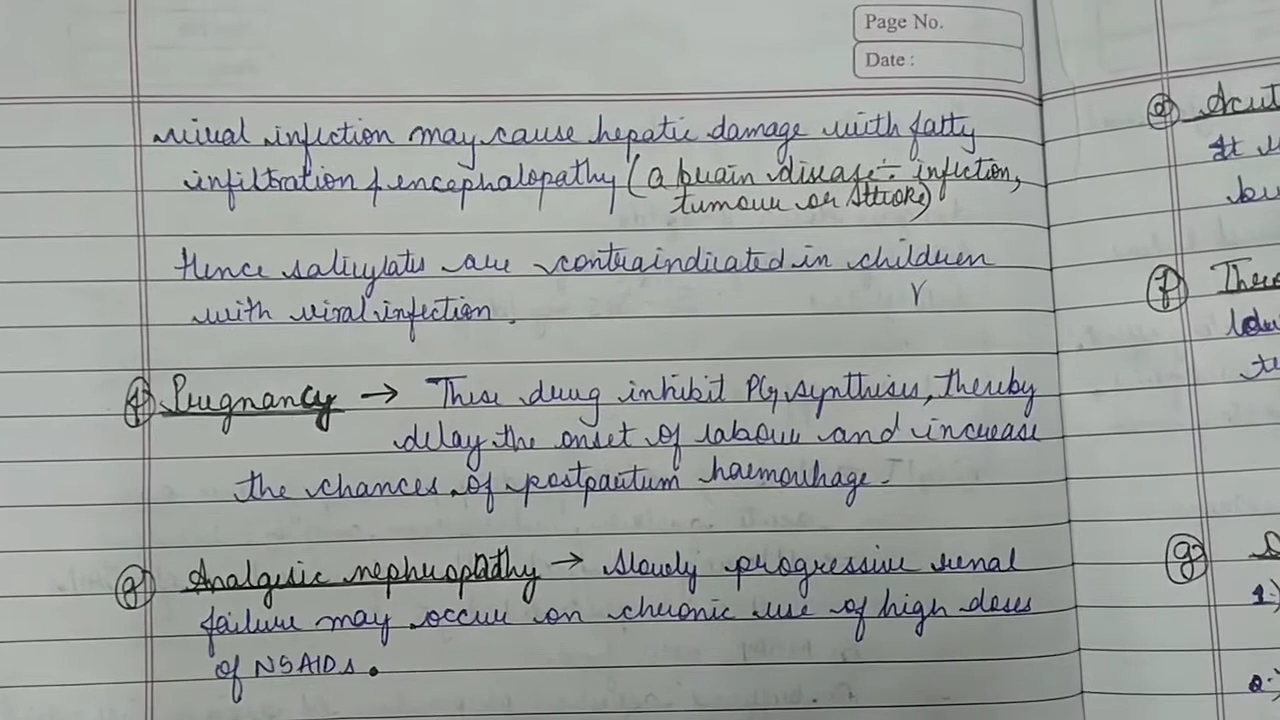 Page No.
Date :
viral infection may cause hepatic damage with fatty
infiltration & encephalopathy (a brain disease :- infection,
tumour or stroke)
Hence salicylates are contraindicated in children
with viral infection.
(f) Pregnancy → These drug inhibit PG synthesis, thereby
delay the onset of labour and increase
the chances of postpartum haemorrhage.
(g) Analgesic nephropathy → Slowly progressive renal
failure may occur on chronic use of high doses
of NSAIDs.
(f)
(g)
1.)
2.)